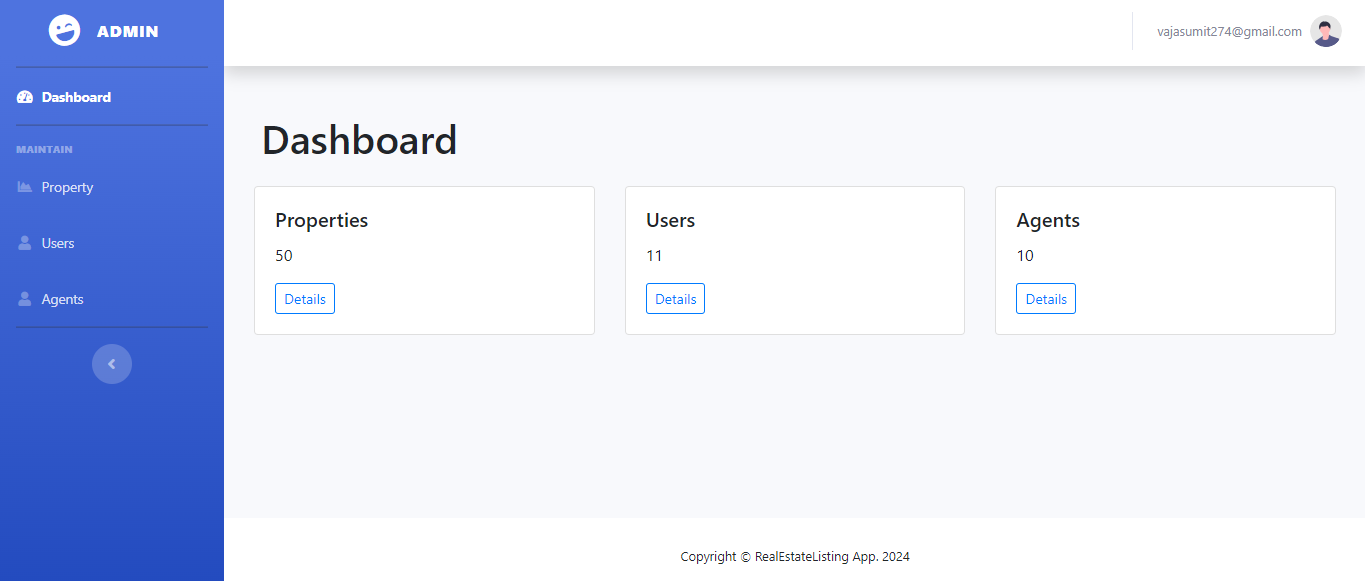 ADMIN
vajasumit274@gmail.com
Dashboard
MAINTAIN
Property
Users
Agents
Dashboard
Properties
50
Details
Users
11
Details
Agents
10
Details
Copyright © RealEstateListing App. 2024